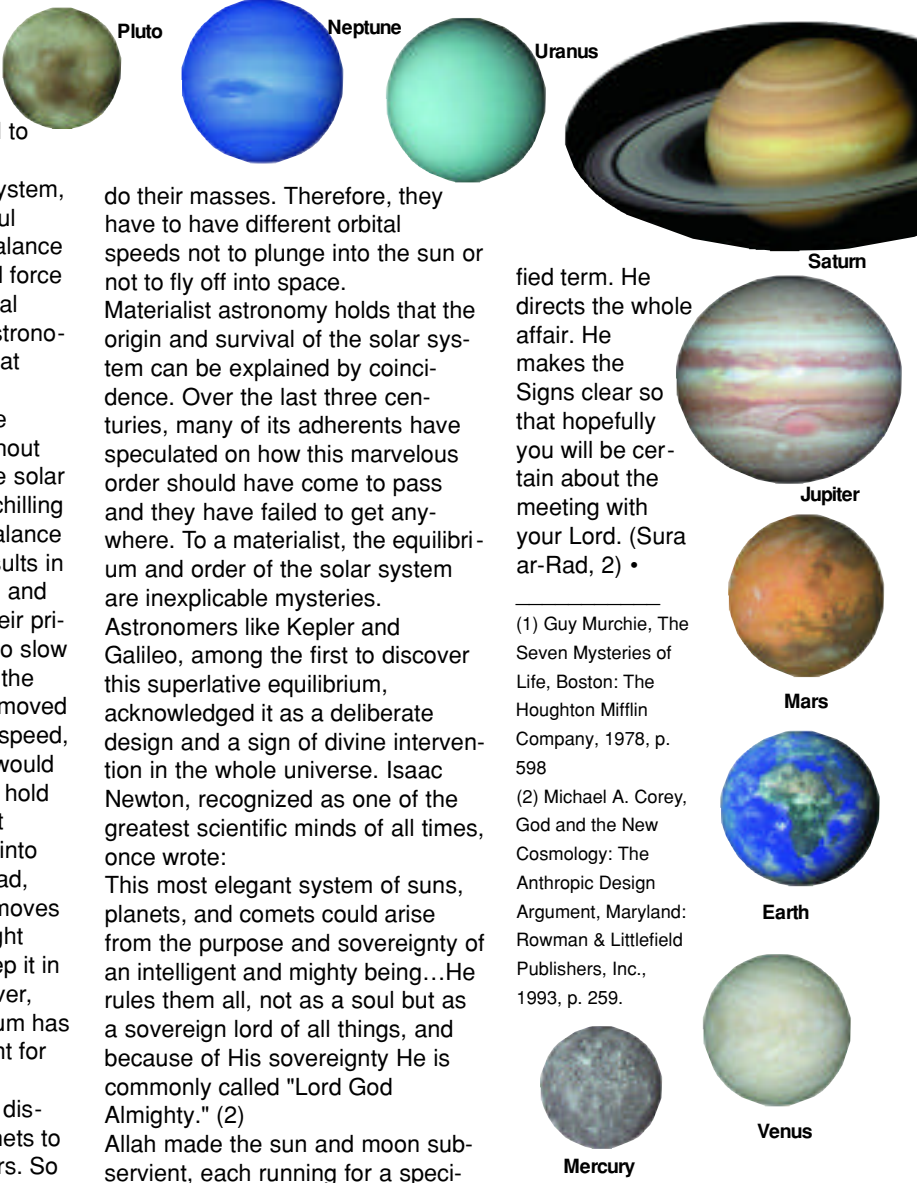 Pluto
Neptune
Uranus
Saturn
to
ystem,
ul
alance
force
al
strono-
at
e
hout
e solar
chilling
alance
sults in
and
eir pri-
o slow
the
moved
speed,
would
hold
t
into
ad,
moves
ght
ep it in
ver,
um has
nt for
dis-
nets to
rs. So
do their masses. Therefore, they
have to have different orbital
speeds not to plunge into the sun or
not to fly off into space.
Materialist astronomy holds that the
origin and survival of the solar sys-
tem can be explained by coinci-
dence. Over the last three cen-
turies, many of its adherents have
speculated on how this marvelous
order should have come to pass
and they have failed to get any-
where. To a materialist, the equilibri-
um and order of the solar system
are inexplicable mysteries.
Astronomers like Kepler and
Galileo, among the first to discover
this superlative equilibrium,
acknowledged it as a deliberate
design and a sign of divine interven-
tion in the whole universe. Isaac
Newton, recognized as one of the
greatest scientific minds of all times,
once wrote:
This most elegant system of suns,
planets, and comets could arise
from the purpose and sovereignty of
an intelligent and mighty being…He
rules them all, not as a soul but as
a sovereign lord of all things, and
because of His sovereignty He is
commonly called "Lord God
Almighty." (2)
Allah made the sun and moon sub-
servient, each running for a speci-
fied term. He
directs the whole
affair. He
makes the
Signs clear so
that hopefully
you will be cer-
tain about the
meeting with
your Lord. (Sura
ar-Rad, 2) •
(1) Guy Murchie, The
Seven Mysteries of
Life, Boston: The
Houghton Mifflin
Company, 1978, p.
598
(2) Michael A. Corey,
God and the New
Cosmology: The
Anthropic Design
Argument, Maryland:
Rowman & Littlefield
Publishers, Inc.,
1993, p. 259.
Jupiter
Mars
Earth
Venus
Mercury